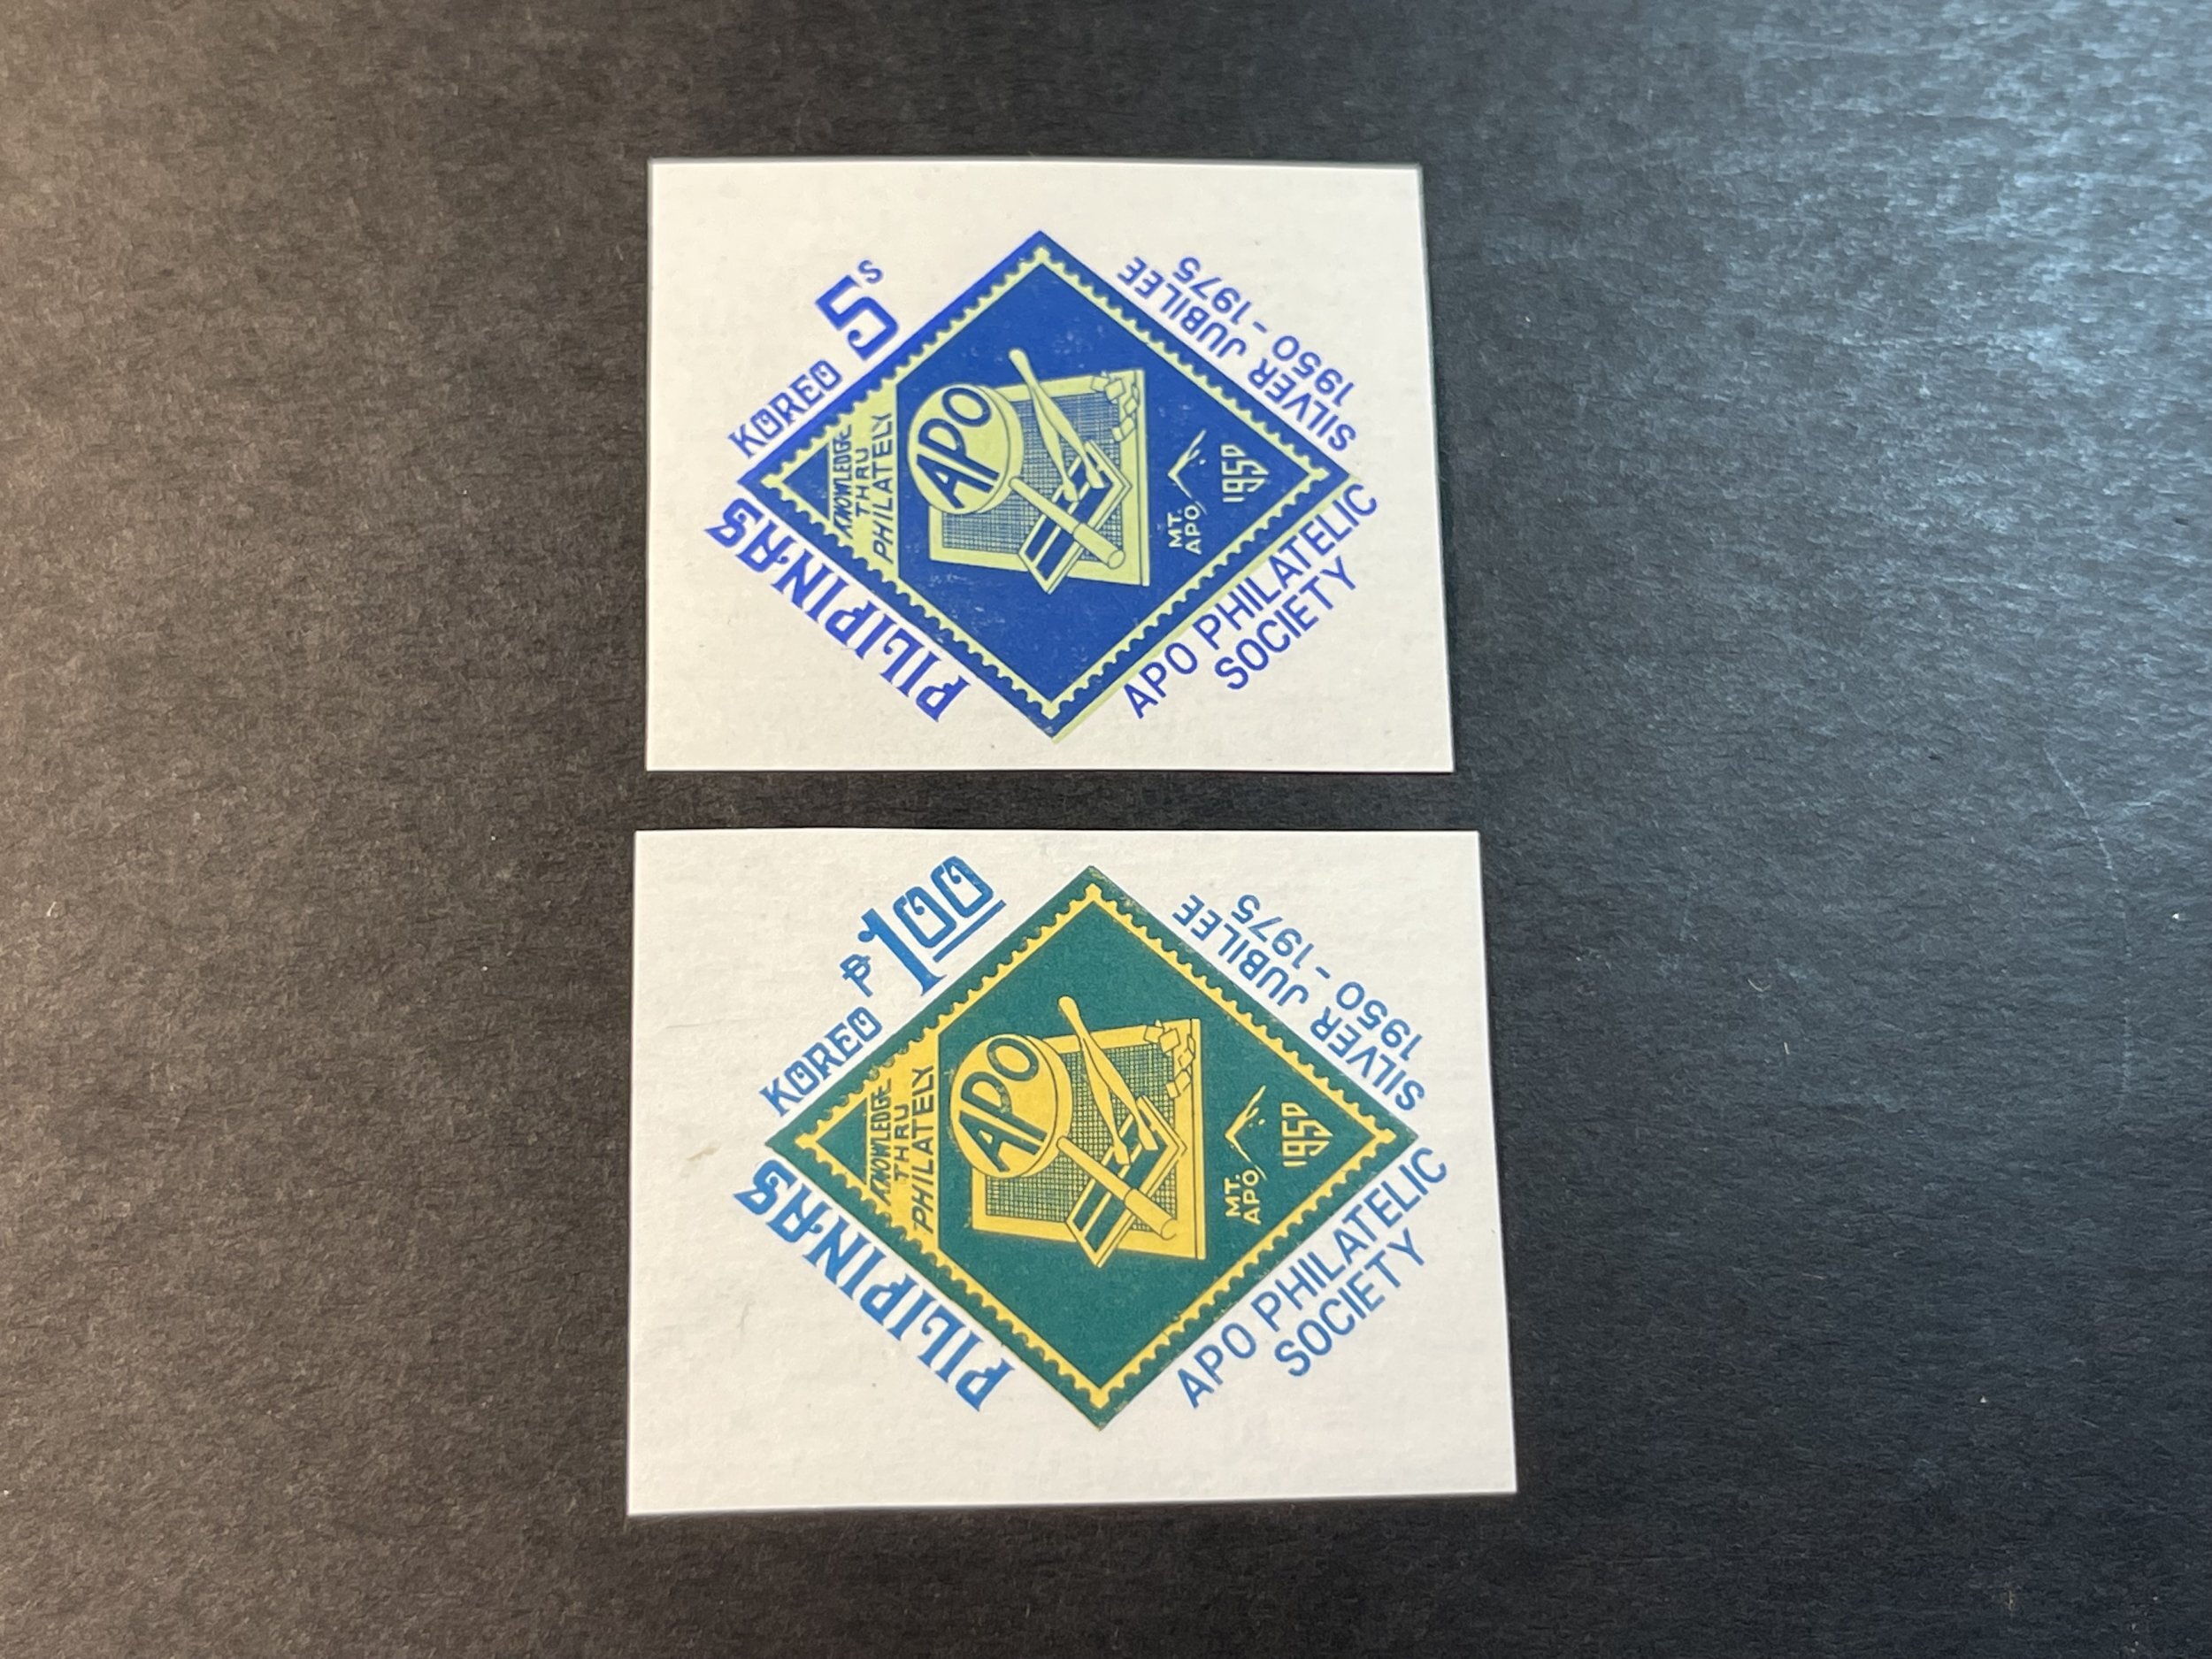 PILIPINAS
KOREO 5s
KNOWLEDGE
THRU
PHILATELY
APO
MT.
APO
1950
SILVER JUBILEE
1950 - 1975
APO PHILATELIC
SOCIETY
PILIPINAS
KOREO ₱1.00
KNOWLEDGE
THRU
PHILATELY
APO
MT.
APO
1950
SILVER JUBILEE
1950 - 1975
APO PHILATELIC
SOCIETY